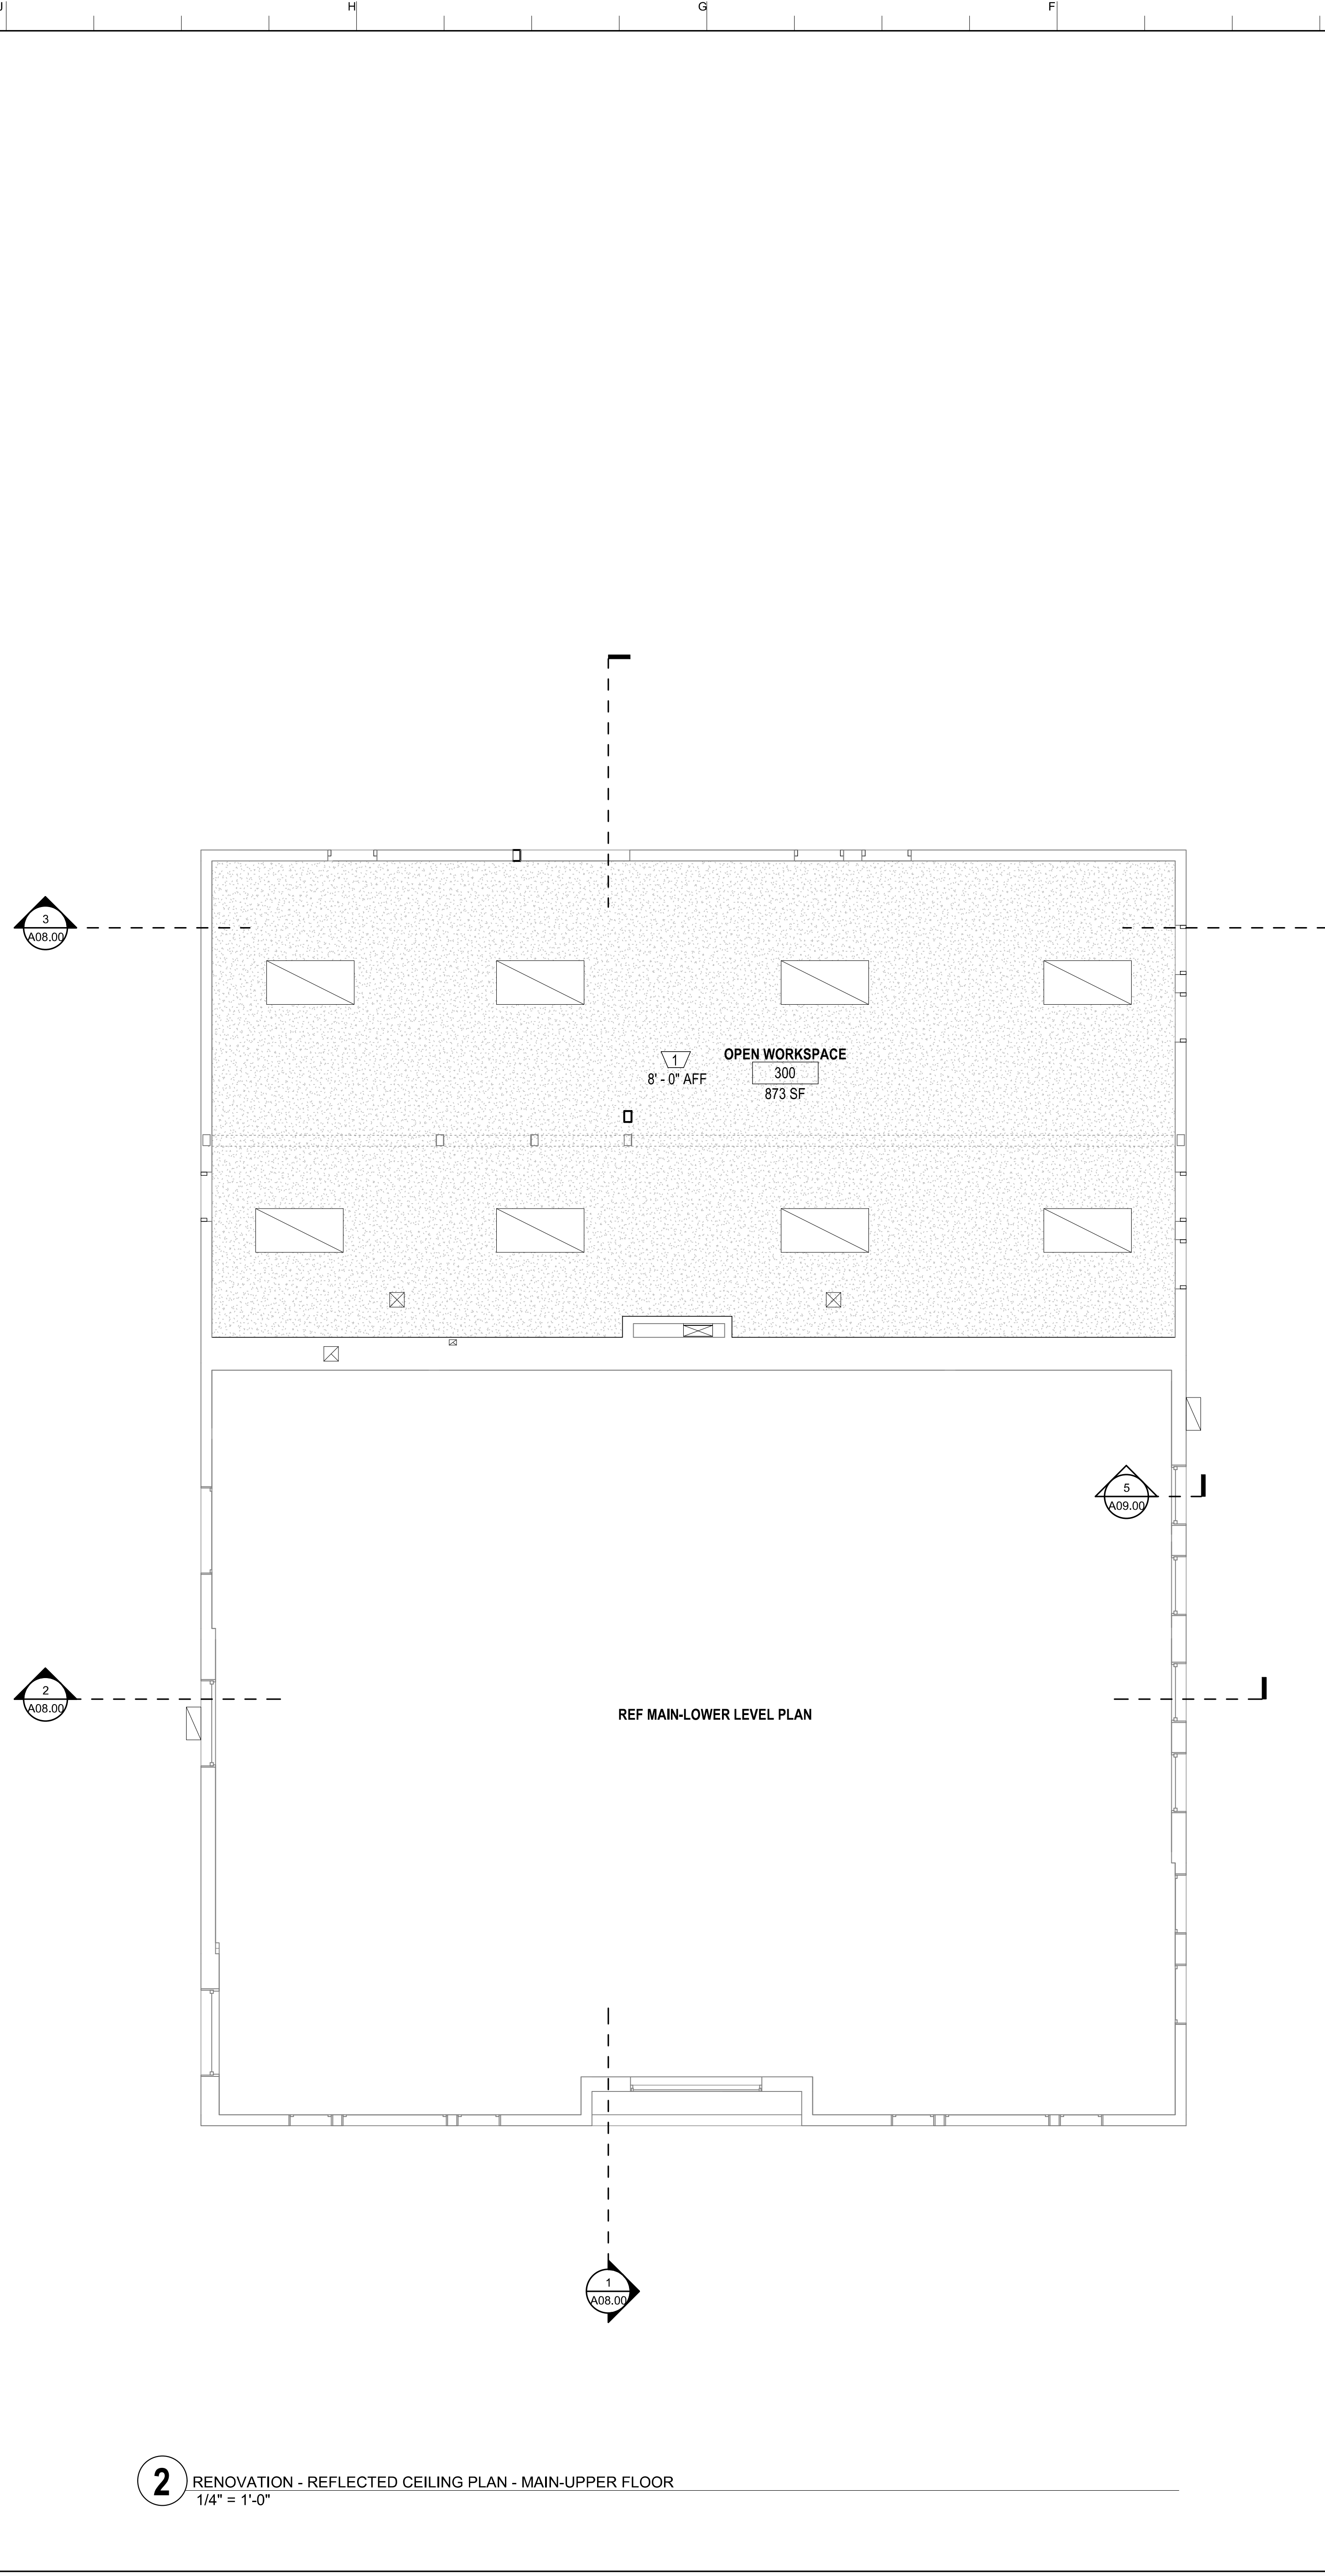 J
H
G
F
3
A08.00
OPEN WORKSPACE
1
300
8' - 0" AFF
873 SF
5
A09.00
2
A08.00
REF MAIN-LOWER LEVEL PLAN
1
A08.00
2
RENOVATION - REFLECTED CEILING PLAN - MAIN-UPPER FLOOR
1/4" = 1'-0"